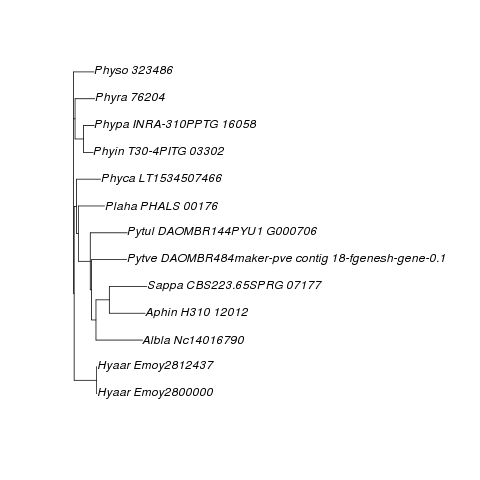 Physo 323486
Phyra 76204
Phypa INRA-310PPTG 16058
Phyin T30-4PITG 03302
Phyca LT1534507466
Plaha PHALS 00176
Pytul DAOMBR144PYU1 G000706
Pytve DAOMBR484maker-pve contig 18-fgenesh-gene-0.1
Sappa CBS223.65SPRG 07177
Aphin H310 12012
Albla Nc14016790
Hyaar Emoy2812437
Hyaar Emoy2800000